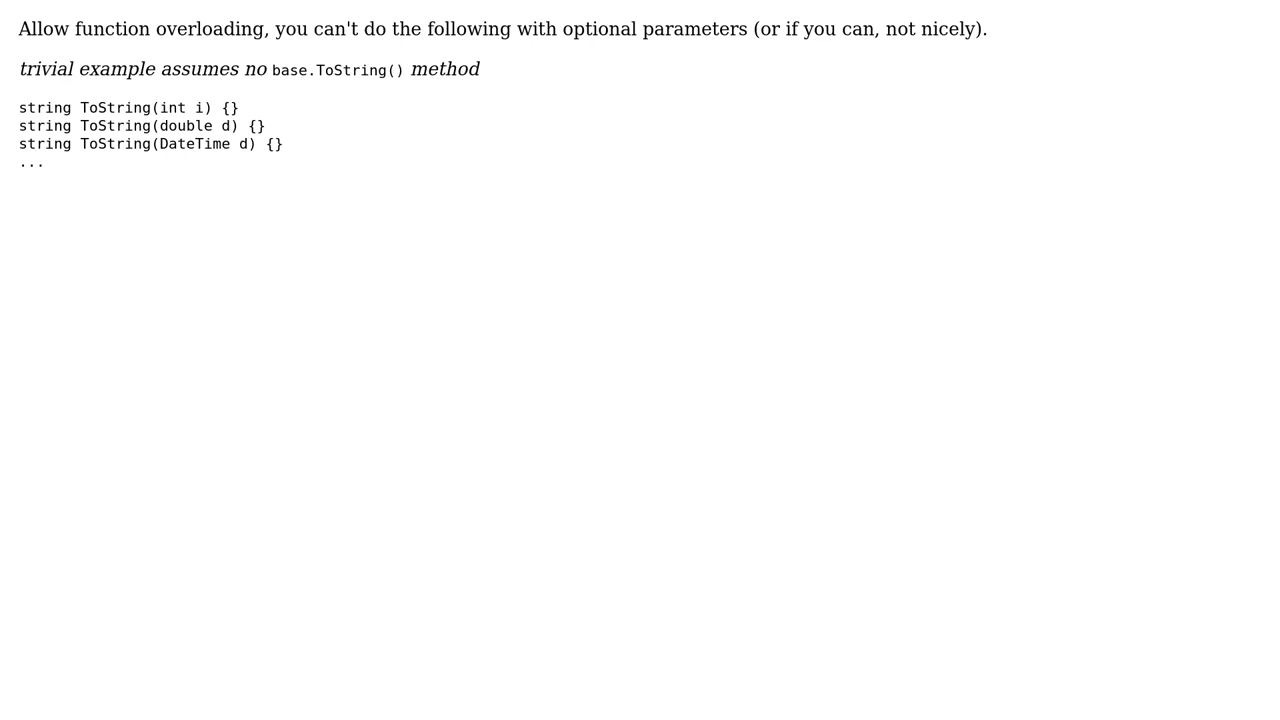 Allow function overloading, you can't do the following with optional parameters (or if you can, not nicely).
trivial example assumes no base.ToString() method
string ToString(int i) {}
string ToString(double d) {}
string ToString(DateTime d) {}
...